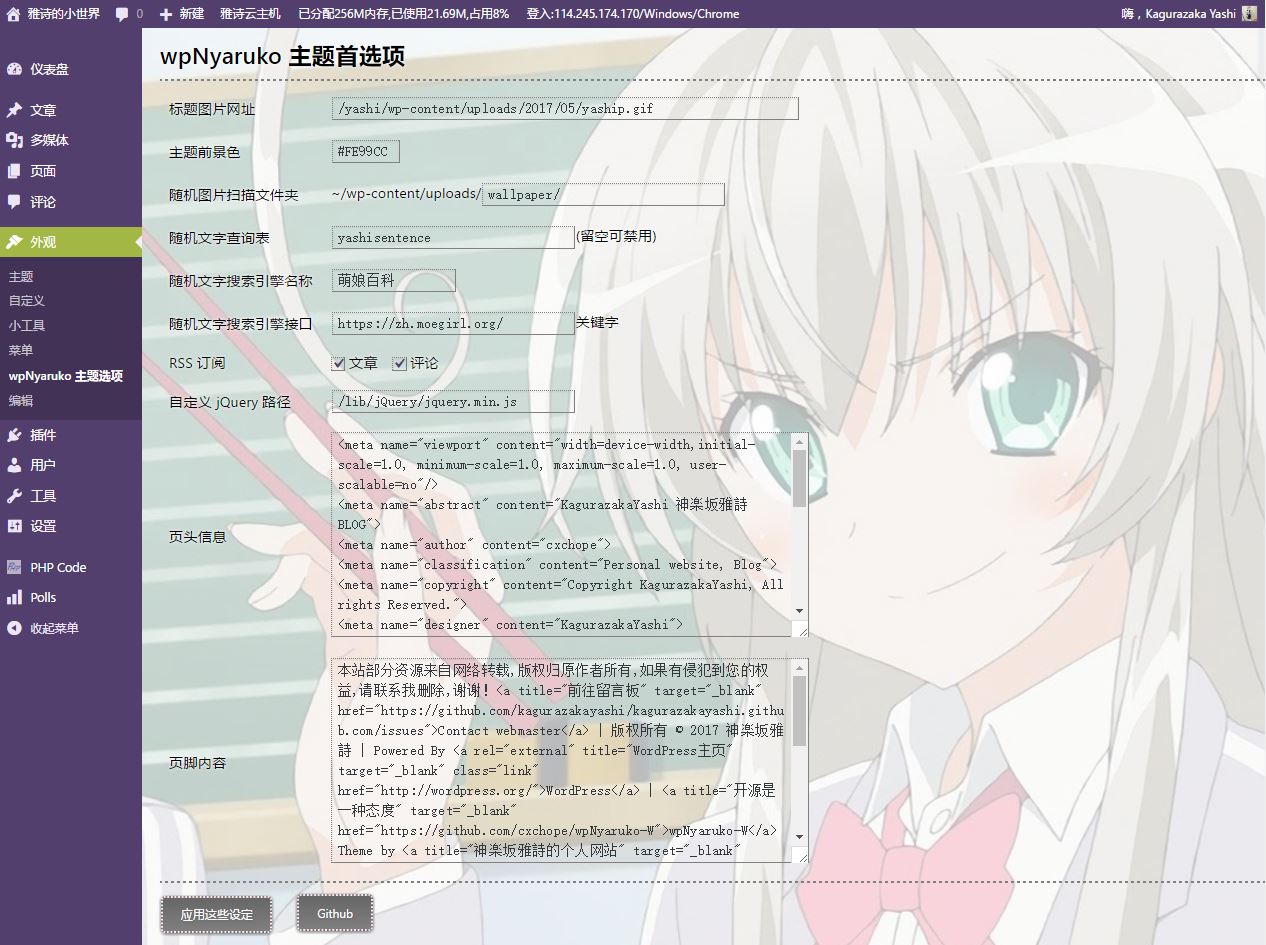 雅诗的小世界 0 新建 雅诗云主机 已分配256M内存,已使用21.69M,占用8% 登入:114.245.174.170/Windows/Chrome 嗨，Kagurazaka Yashi
仪表盘
文章
多媒体
页面
评论
外观
主题
自定义
小工具
菜单
wpNyaruko 主题选项
编辑
插件
用户
工具
设置
PHP Code
Polls
收起菜单
wpNyaruko 主题首选项
标题图片网址 /yashi/wp-content/uploads/2017/05/yaship.gif
主题前景色 #FE99CC
随机图片扫描文件夹 ~/wp-content/uploads/ wallpaper/
随机文字查询表 yashisentence (留空可禁用)
随机文字搜索引擎名称 萌娘百科
随机文字搜索引擎接口 https://zh.moegirl.org/ 关键字
RSS 订阅 文章 评论
自定义 jQuery 路径 /lib/jQuery/jquery.min.js
页头信息
<meta name="viewport" content="width=device-width,initial-
scale=1.0, minimum-scale=1.0, maximum-scale=1.0, user-
scalable=no"/>
<meta name="abstract" content="KagurazakaYashi 神楽坂雅詩
BLOG">
<meta name="author" content="cxchope">
<meta name="classification" content="Personal website, Blog">
<meta name="copyright" content="Copyright KagurazakaYashi, All
rights Reserved.">
<meta name="designer" content="KagurazakaYashi">
页脚内容
本站部分资源来自网络转载,版权归原作者所有,如果有侵犯到您的权
益,请联系我删除,谢谢! <a title="前往留言板" target="_blank"
href="https://github.com/kagurazakayashi/kagurazakayashi.githu
b.com/issues">Contact webmaster</a> | 版权所有 © 2017 神楽坂雅
詩 | Powered By <a rel="external" title="WordPress主页"
target="_blank" class="link"
href="http://wordpress.org/">WordPress</a> | <a title="开源是
一种态度" target="_blank"
href="https://github.com/cxchope/wpNyaruko-W">wpNyaruko-W</a>
Theme by <a title="神楽坂雅詩的个人网站" target="_blank"
应用这些设定 Github